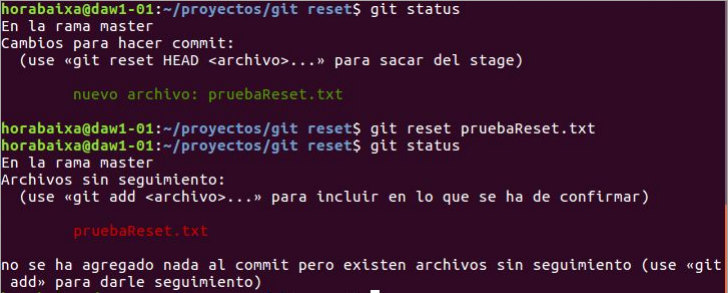 horabaixa@daw1-01:~/proyectos/git reset$ git status
En la rama master
Cambios para hacer commit:
  (use «git reset HEAD <archivo>...» para sacar del stage)
        nuevo archivo: pruebaReset.txt
horabaixa@daw1-01:~/proyectos/git reset$ git reset pruebaReset.txt
horabaixa@daw1-01:~/proyectos/git reset$ git status
En la rama master
Archivos sin seguimiento:
  (use «git add <archivo>...» para incluir en lo que se ha de confirmar)
        pruebaReset.txt
no se ha agregado nada al commit pero existen archivos sin seguimiento (use «git
 add» para darle seguimiento)